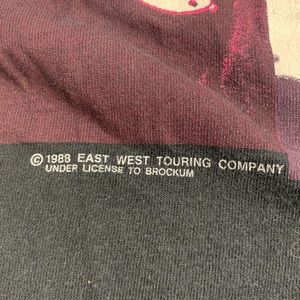 © 1988 EAST WEST TOURING COMPANY
UNDER LICENSE TO BROCKUM